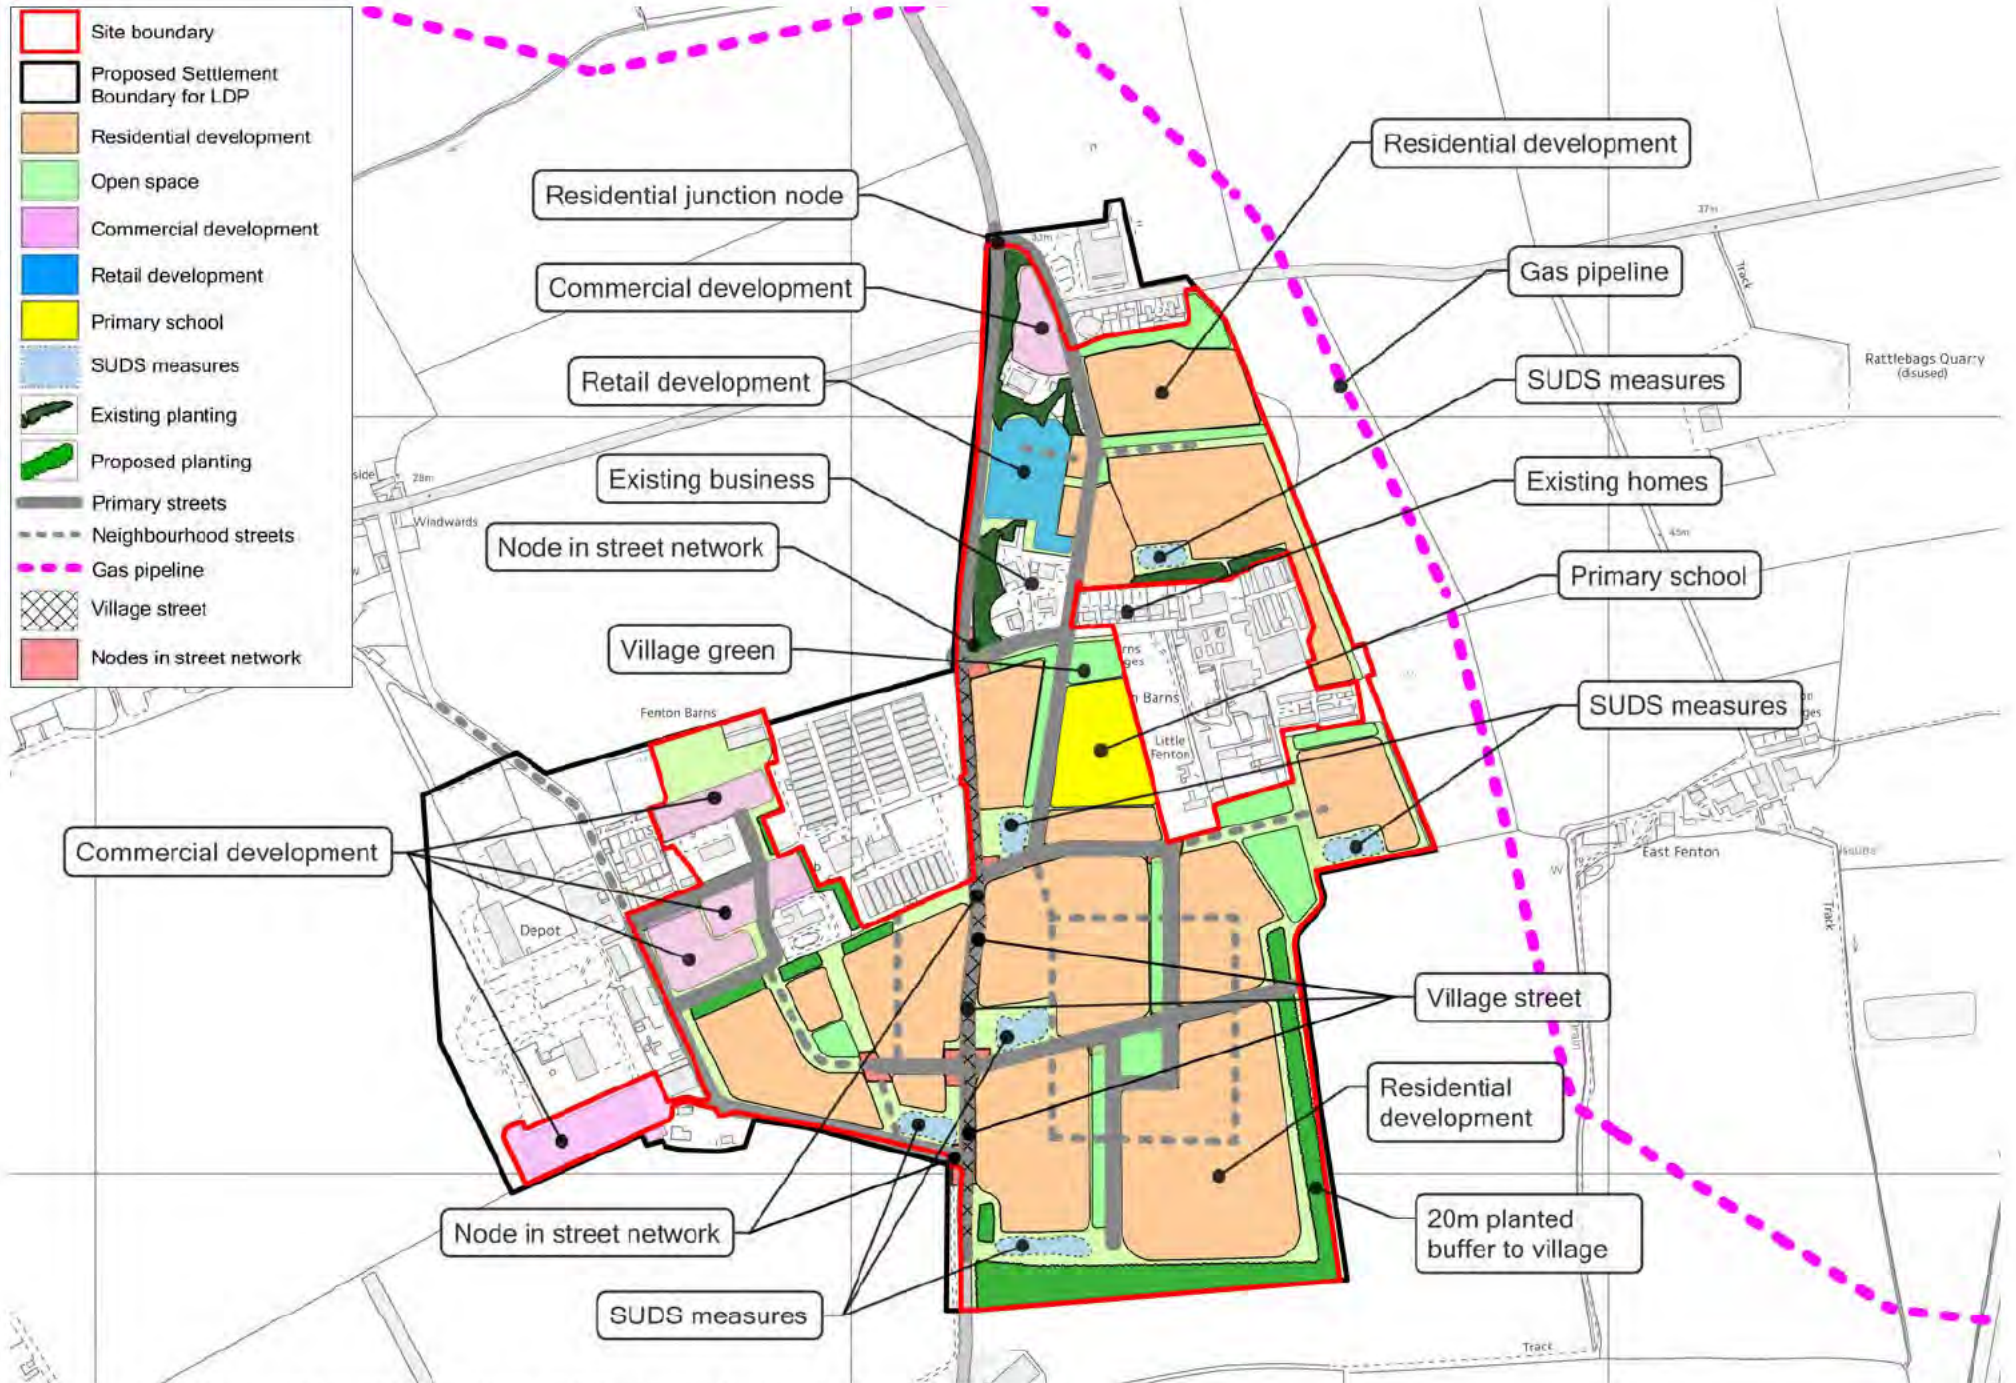 Site boundary
Proposed Settlement
Boundary for LDP
Residential development
Open space
Commercial development
Retail development
Primary school
SUDS measures
Existing planting
Proposed planting
Primary streets
Neighbourhood streets
Gas pipeline
Village street
Nodes in street network
Residential junction node
Commercial development
Retail development
Existing business
Node in street network
Village green
Commercial development
Node in street network
SUDS measures
Residential development
Gas pipeline
SUDS measures
Existing homes
Primary school
SUDS measures
Village street
Residential
development
20m planted
buffer to village
37m
Track
Rattlebags Quarry
(disused)
45m
side
28m
Windwards
Fenton Barns
Barns
Little
Fenton
Depot
East Fenton
W
Track
Track